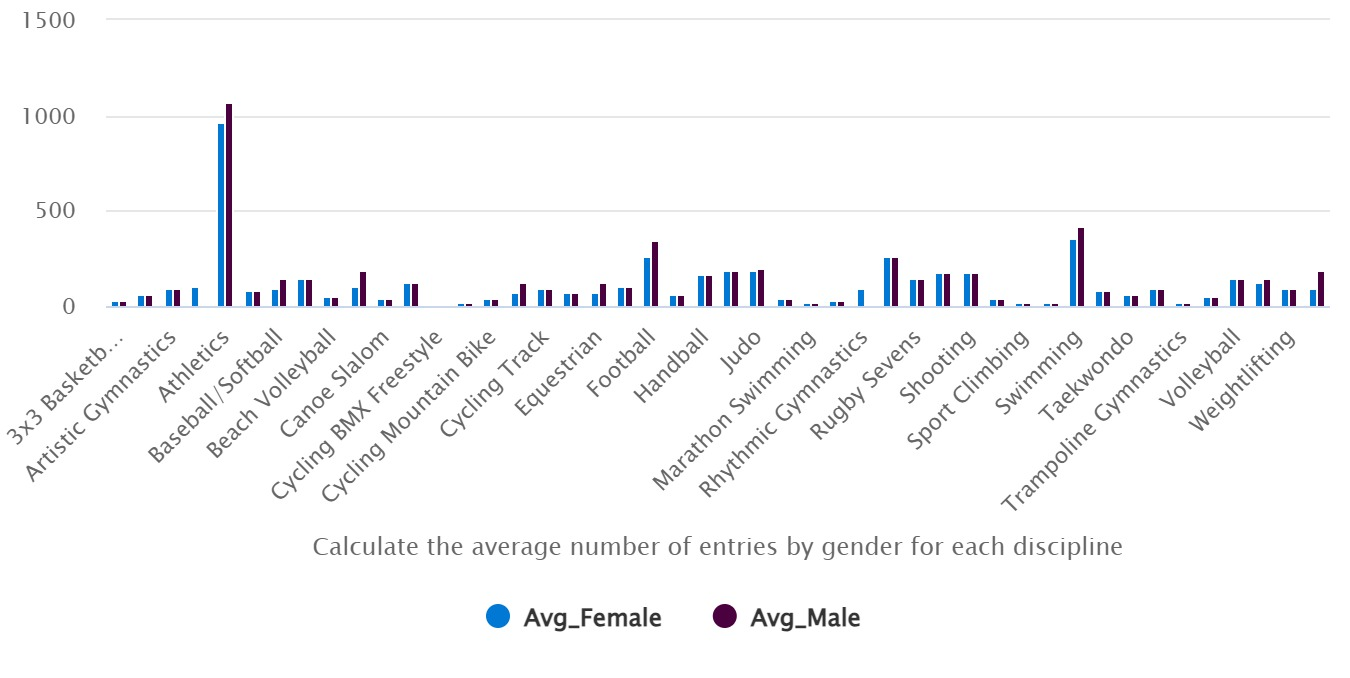 1500
1000
500
0
3x3 Basketb...
Artistic Gymnastics
Athletics
Baseball/Softball
Beach Volleyball
Canoe Slalom
Cycling BMX Freestyle
Cycling Mountain Bike
Cycling Track
Equestrian
Football
Handball
Judo
Marathon Swimming
Rhythmic Gymnastics
Rugby Sevens
Shooting
Sport Climbing
Swimming
Taekwondo
Trampoline Gymnastics
Volleyball
Weightlifting
Calculate the average number of entries by gender for each discipline
Avg_Female Avg_Male